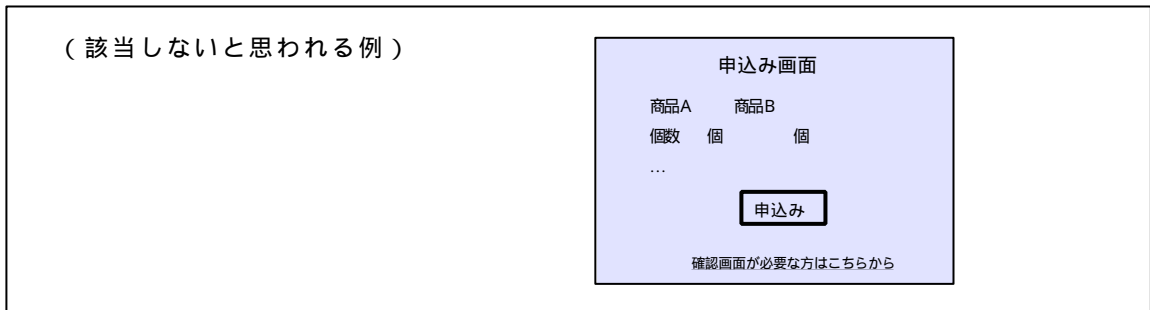 (該当しないと思われる例)
申込み画面
商品A 商品B
個数 個 個
…
申込み
確認画面が必要な方はこちらから